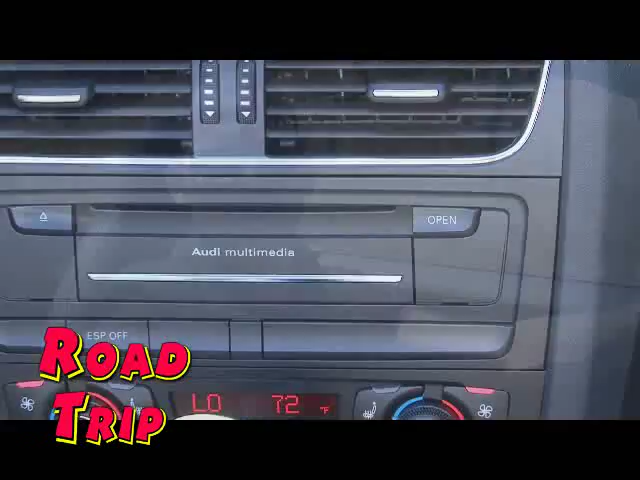 OPEN
Audi multimedia
ESP OFF
ROAD
TRIP
LO 72 °F